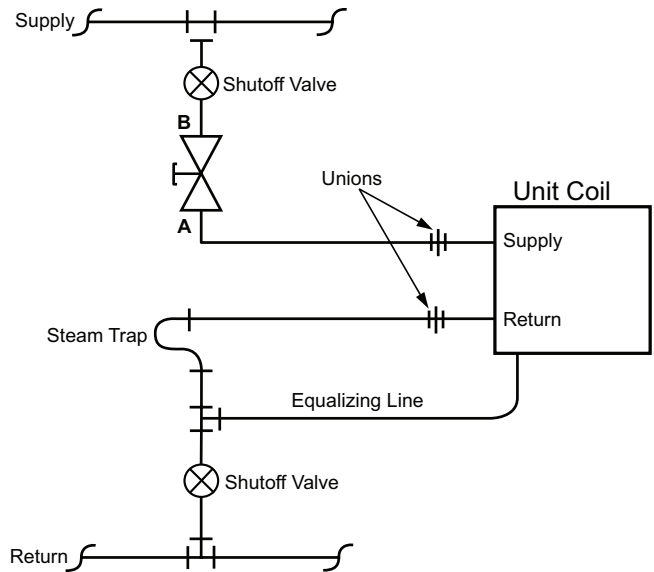 Supply
Shutoff Valve
B
Unions
Unit Coil
A
Supply
Return
Steam Trap
Equalizing Line
Shutoff Valve
Return